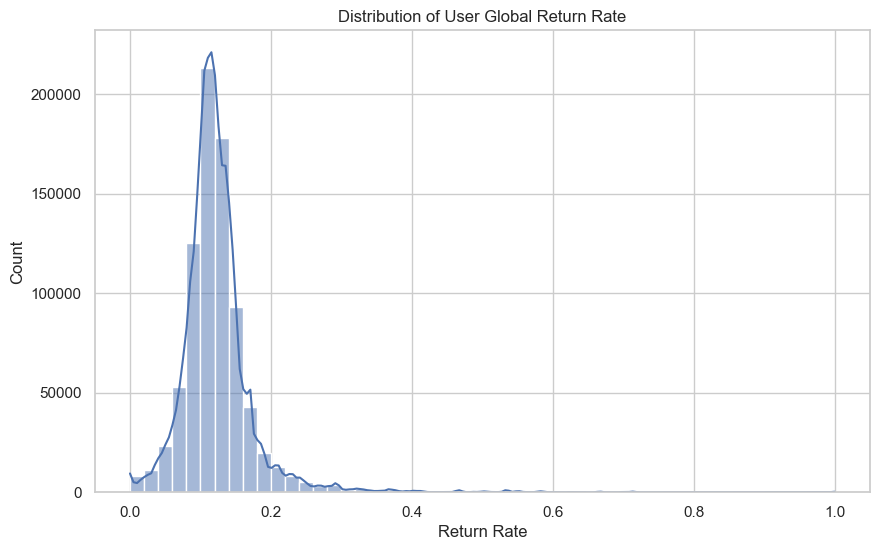 Distribution of User Global Return Rate
200000
150000
100000
50000
0
Count
0.0 0.2 0.4 0.6 0.8 1.0
Return Rate